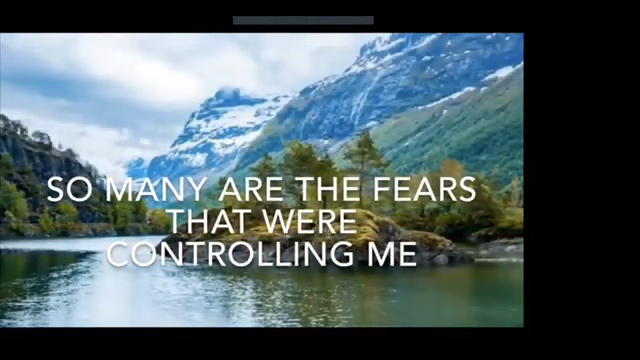 SO MANY ARE THE FEARS
THAT WERE
CONTROLLING ME